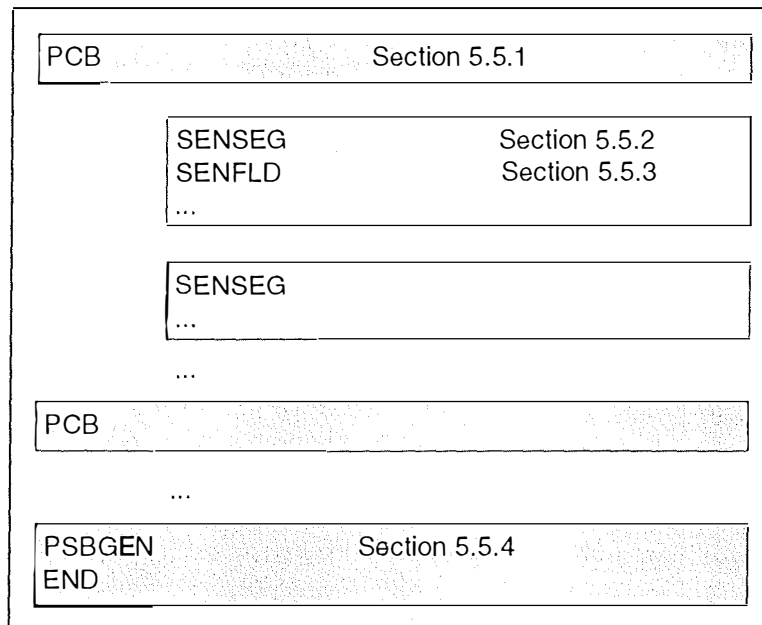 PCB Section 5.5.1
SENSEG Section 5.5.2
SENFLD Section 5.5.3
...
SENSEG
...
...
PCB
...
PSBGEN Section 5.5.4
END